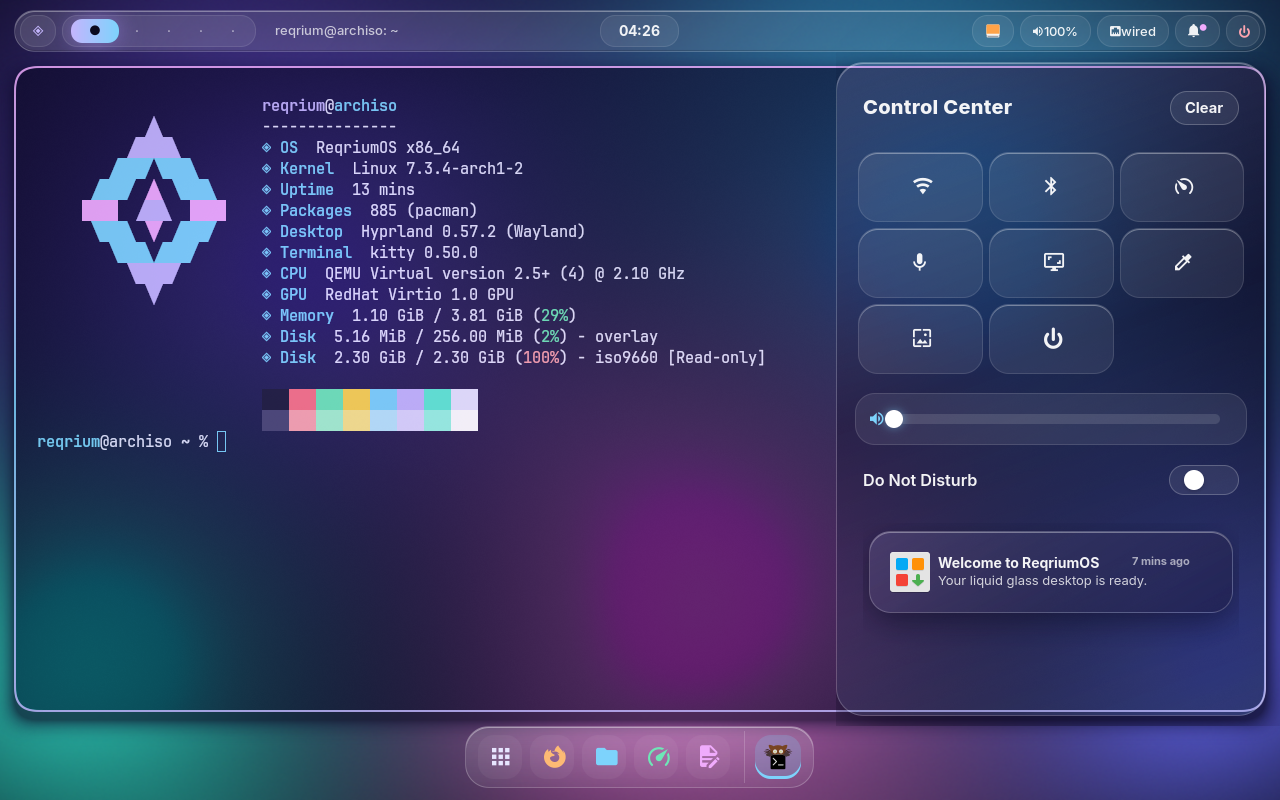 reqrium@archiso: ~
04:26
100%
wired
reqrium@archiso
---------------
OS ReqriumOS x86_64
Kernel Linux 7.3.4-arch1-2
Uptime 13 mins
Packages 885 (pacman)
Desktop Hyprland 0.57.2 (Wayland)
Terminal kitty 0.50.0
CPU QEMU Virtual version 2.5+ (4) @ 2.10 GHz
GPU RedHat Virtio 1.0 GPU
Memory 1.10 GiB / 3.81 GiB (29%)
Disk 5.16 MiB / 256.00 MiB (2%) - overlay
Disk 2.30 GiB / 2.30 GiB (100%) - iso9660 [Read-only]
reqrium@archiso ~ %
Control Center
Clear
Do Not Disturb
Welcome to ReqriumOS
7 mins ago
Your liquid glass desktop is ready.